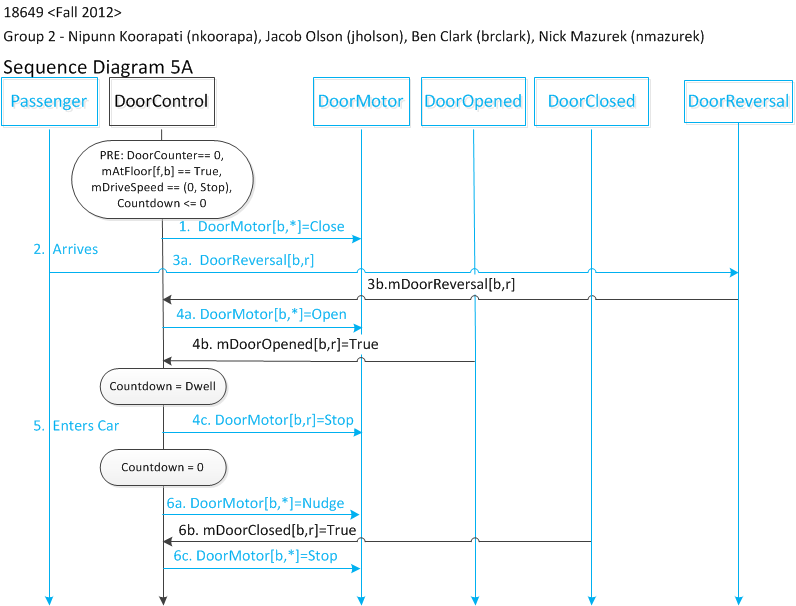 18649 <Fall 2012>
Group 2 - Nipunn Koorapati (nkoorapa), Jacob Olson (jholson), Ben Clark (brclark), Nick Mazurek (nmazurek)
Sequence Diagram 5A
Passenger
DoorControl
DoorMotor
DoorOpened
DoorClosed
DoorReversal
PRE: DoorCounter== 0,
mAtFloor[f,b] == True,
mDriveSpeed == (0, Stop),
Countdown <= 0
1. DoorMotor[b,*]=Close
2. Arrives
3a. DoorReversal[b,r]
3b.mDoorReversal[b,r]
4a. DoorMotor[b,*]=Open
4b. mDoorOpened[b,r]=True
Countdown = Dwell
4c. DoorMotor[b,r]=Stop
5. Enters Car
Countdown = 0
6a. DoorMotor[b,*]=Nudge
6b. mDoorClosed[b,r]=True
6c. DoorMotor[b,*]=Stop